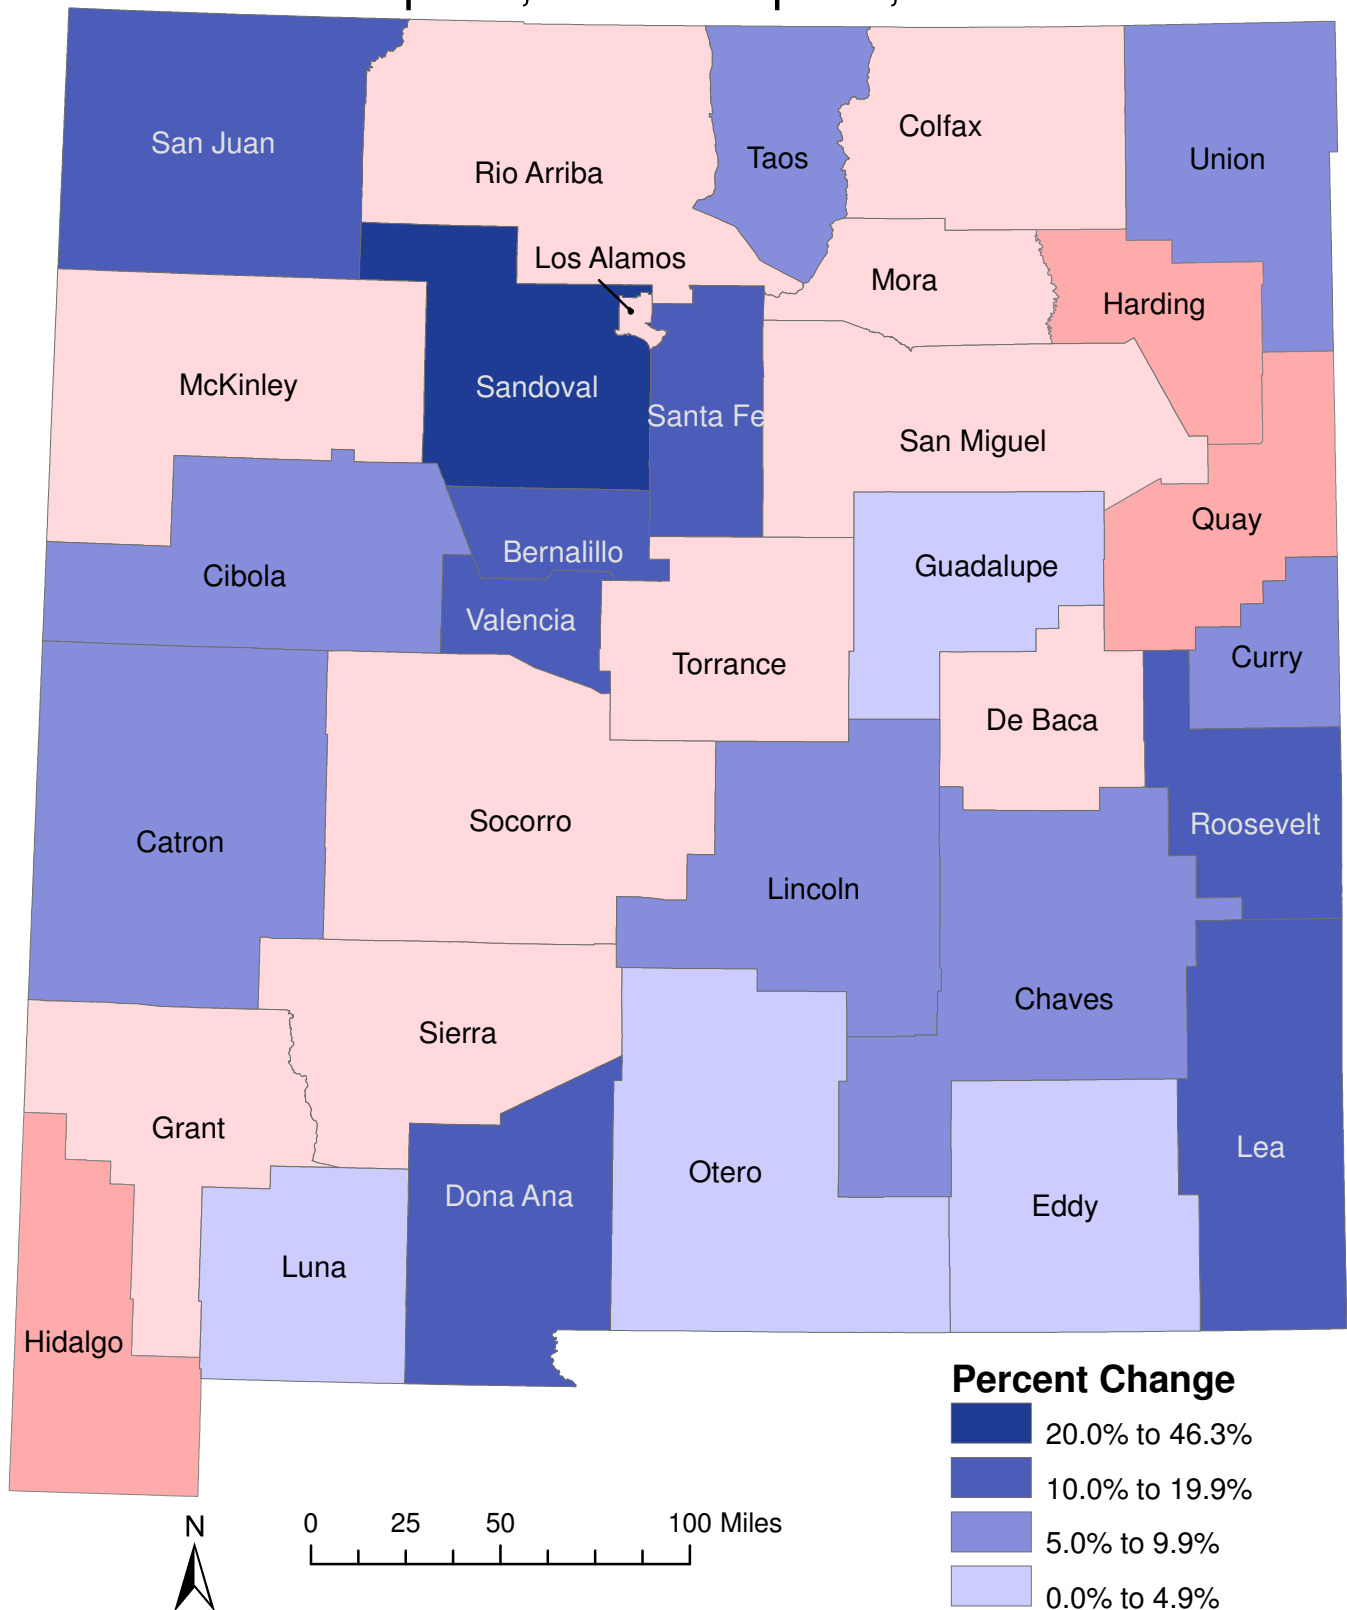 San Juan
Rio Arriba
Taos
Colfax
Union
Los Alamos
Mora
Harding
McKinley
Sandoval
Santa Fe
San Miguel
Quay
Cibola
Bernalillo
Guadalupe
Valencia
Torrance
Curry
De Baca
Catron
Socorro
Lincoln
Roosevelt
Chaves
Sierra
Grant
Otero
Lea
Dona Ana
Eddy
Luna
Hidalgo
Percent Change
20.0% to 46.3%
10.0% to 19.9%
5.0% to 9.9%
0.0% to 4.9%
N
0 25 50 100 Miles